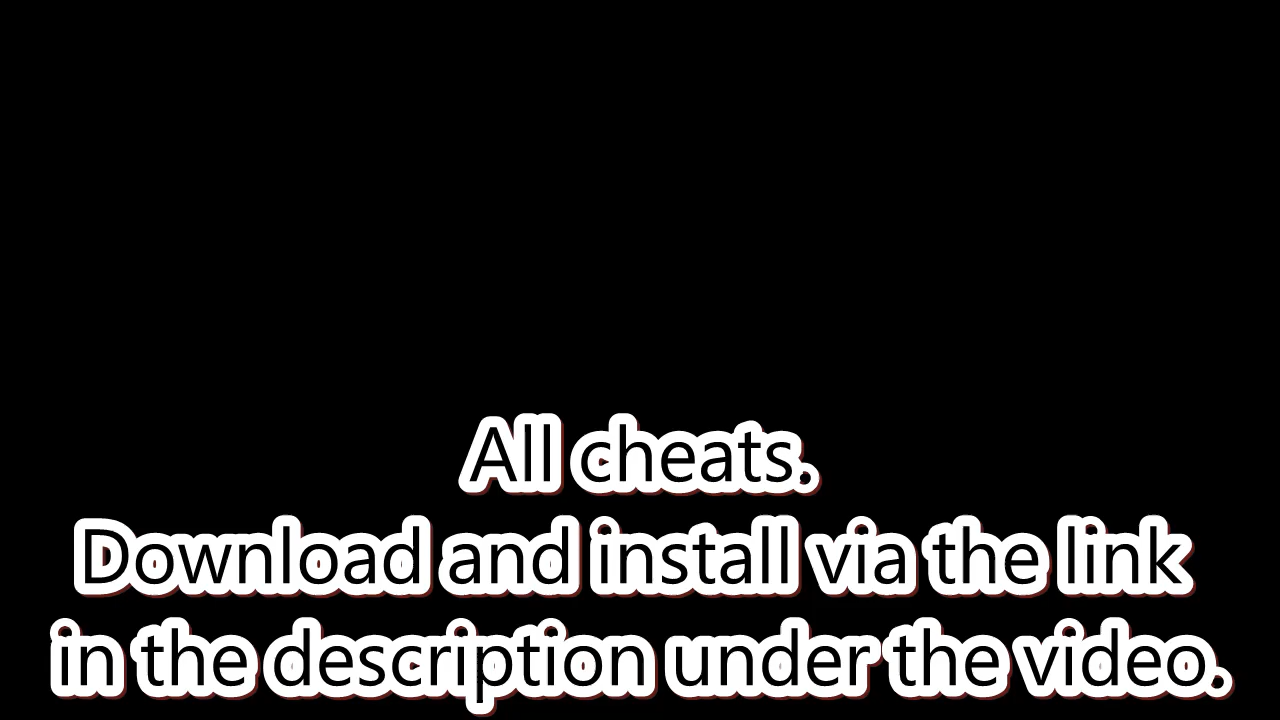 All cheats.
Download and install via the link
in the description under the video.